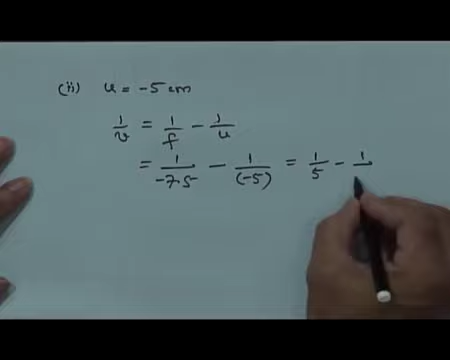 (ii) u = -5 cm
1/v = 1/f - 1/u
= 1/-7.5 - 1/(-5) = 1/5 - 1/